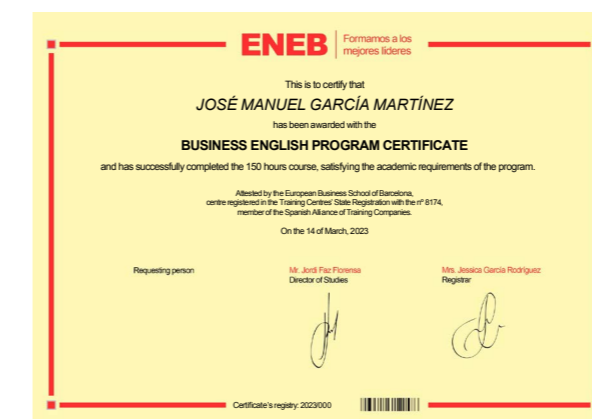 ENEB
Formamos a los
mejores líderes
This is to certify that
JOSÉ MANUEL GARCÍA MARTÍNEZ
has been awarded with the
BUSINESS ENGLISH PROGRAM CERTIFICATE
and has successfully completed the 150 hours course, satisfying the academic requirements of the program.
Attested by the European Business School of Barcelona,
centre registered in the Training Centres' State Registration with the nº 8174,
member of the Spanish Alliance of Training Companies.
On the 14 of March, 2023
Requesting person
Mr. Jordi Faz Florensa
Director of Studies
Mrs. Jessica García Rodríguez
Registrar
Certificate's registry: 2023/000